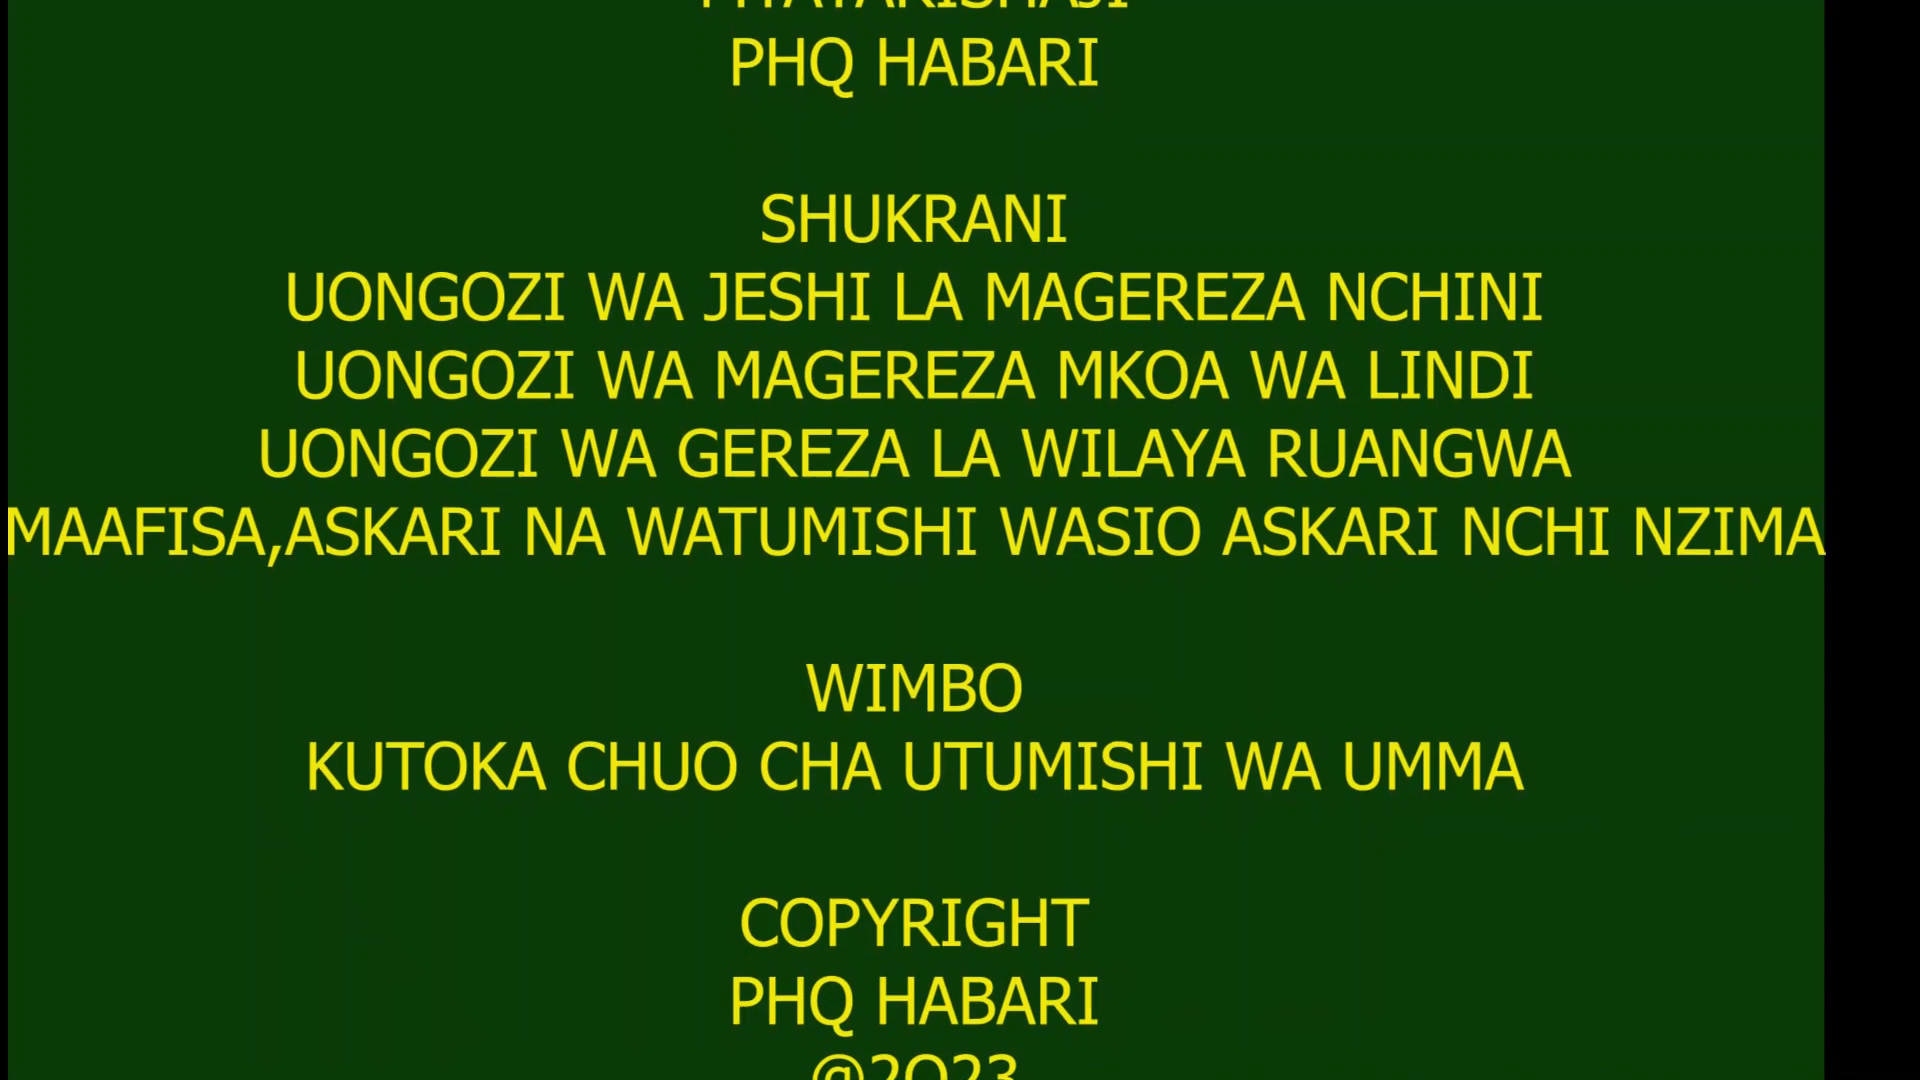 PHQ HABARI
SHUKRANI
UONGOZI WA JESHI LA MAGEREZA NCHINI
UONGOZI WA MAGEREZA MKOA WA LINDI
UONGOZI WA GEREZA LA WILAYA RUANGWA
MAAFISA,ASKARI NA WATUMISHI WASIO ASKARI NCHI NZIMA
WIMBO
KUTOKA CHUO CHA UTUMISHI WA UMMA
COPYRIGHT
PHQ HABARI
@2O23